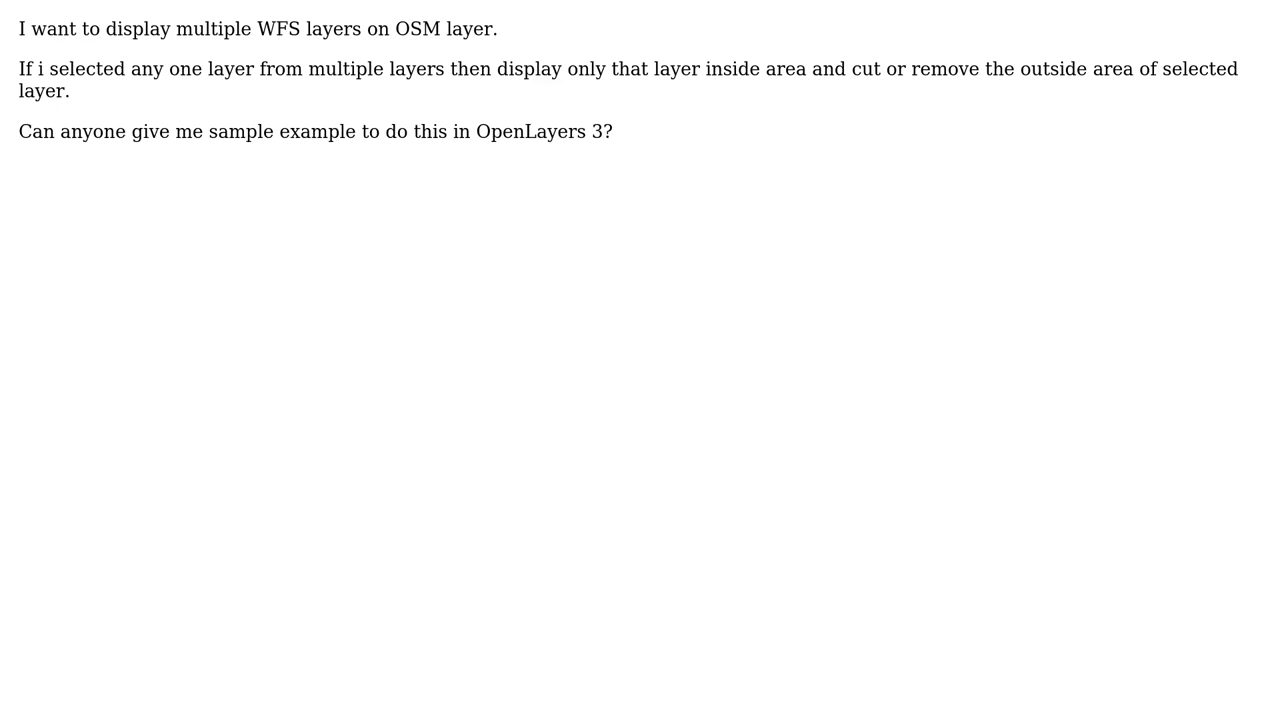 I want to display multiple WFS layers on OSM layer.
If i selected any one layer from multiple layers then display only that layer inside area and cut or remove the outside area of selected
layer.
Can anyone give me sample example to do this in OpenLayers 3?